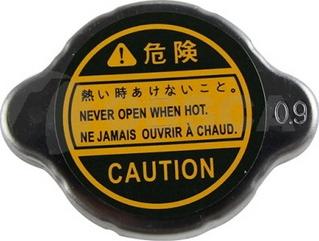 危険
熱い時あけないこと。
NEVER OPEN WHEN HOT.
NE JAMAIS OUVRIR À CHAUD.
CAUTION
0.9